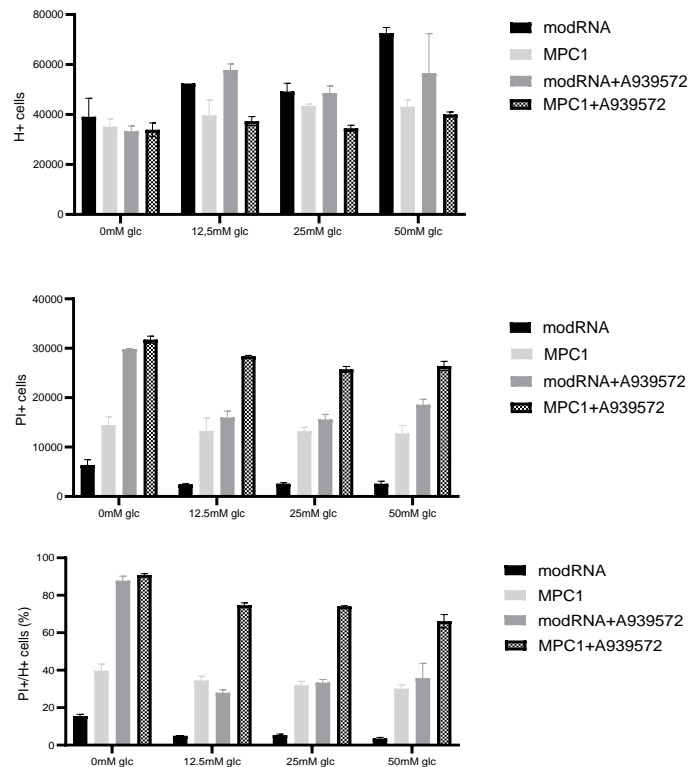 80000
60000
40000
20000
0
H+ cells
0mM glc 12,5mM glc 25mM glc 50mM glc
modRNA
MPC1
modRNA+A939572
MPC1+A939572
40000
30000
20000
10000
0
PI+ cells
0mM glc 12.5mM glc 25mM glc 50mM glc
modRNA
MPC1
modRNA+A939572
MPC1+A939572
100
80
60
40
20
0
PI+/H+ cells (%)
0mM glc 12.5mM glc 25mM glc 50mM glc
modRNA
MPC1
modRNA+A939572
MPC1+A939572